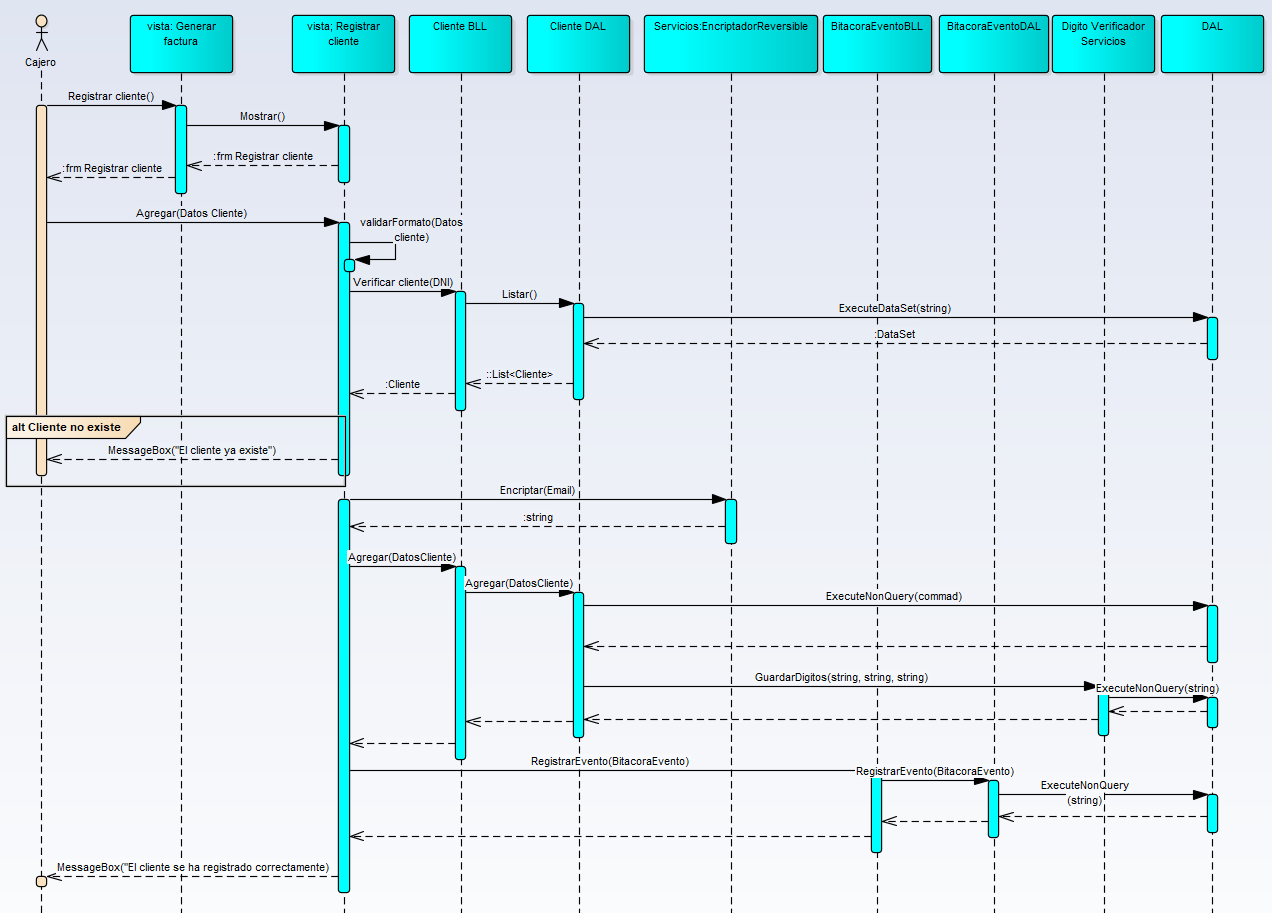 vista: Generar
factura
vista; Registrar
cliente
Cliente BLL
Cliente DAL
Servicios:EncriptadorReversible
BitacoraEventoBLL
BitacoraEventoDAL
Digito Verificador
Servicios
DAL
Cajero
Registrar cliente()
Mostrar()
:frm Registrar cliente
:frm Registrar cliente
Agregar(Datos Cliente)
validarFormato(Datos
cliente)
Verificar cliente(DNI)
Listar()
ExecuteDataSet(string)
:DataSet
::List<Cliente>
:Cliente
alt Cliente no existe
MessageBox("El cliente ya existe")
Encriptar(Email)
:string
Agregar(DatosCliente)
Agregar(DatosCliente)
ExecuteNonQuery(commad)
GuardarDigitos(string, string, string)
ExecuteNonQuery(string)
RegistrarEvento(BitacoraEvento)
RegistrarEvento(BitacoraEvento)
ExecuteNonQuery
(string)
MessageBox("El cliente se ha registrado correctamente)